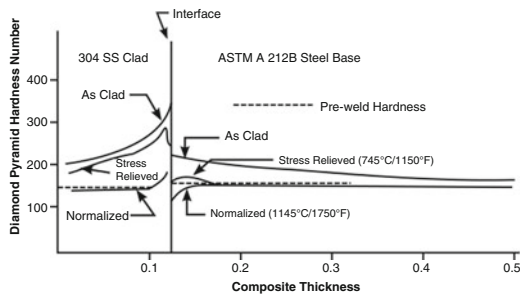 Interface
304 SS Clad
ASTM A 212B Steel Base
As Clad
Pre-weld Hardness
As Clad
Stress
Relieved
Stress Relieved (745°C/1150°F)
Normalized
Normalized (1145°C/1750°F)
Diamond Pyramid Hardness Number
400
300
200
100
0.1
0.2
0.3
0.4
0.5
Composite Thickness